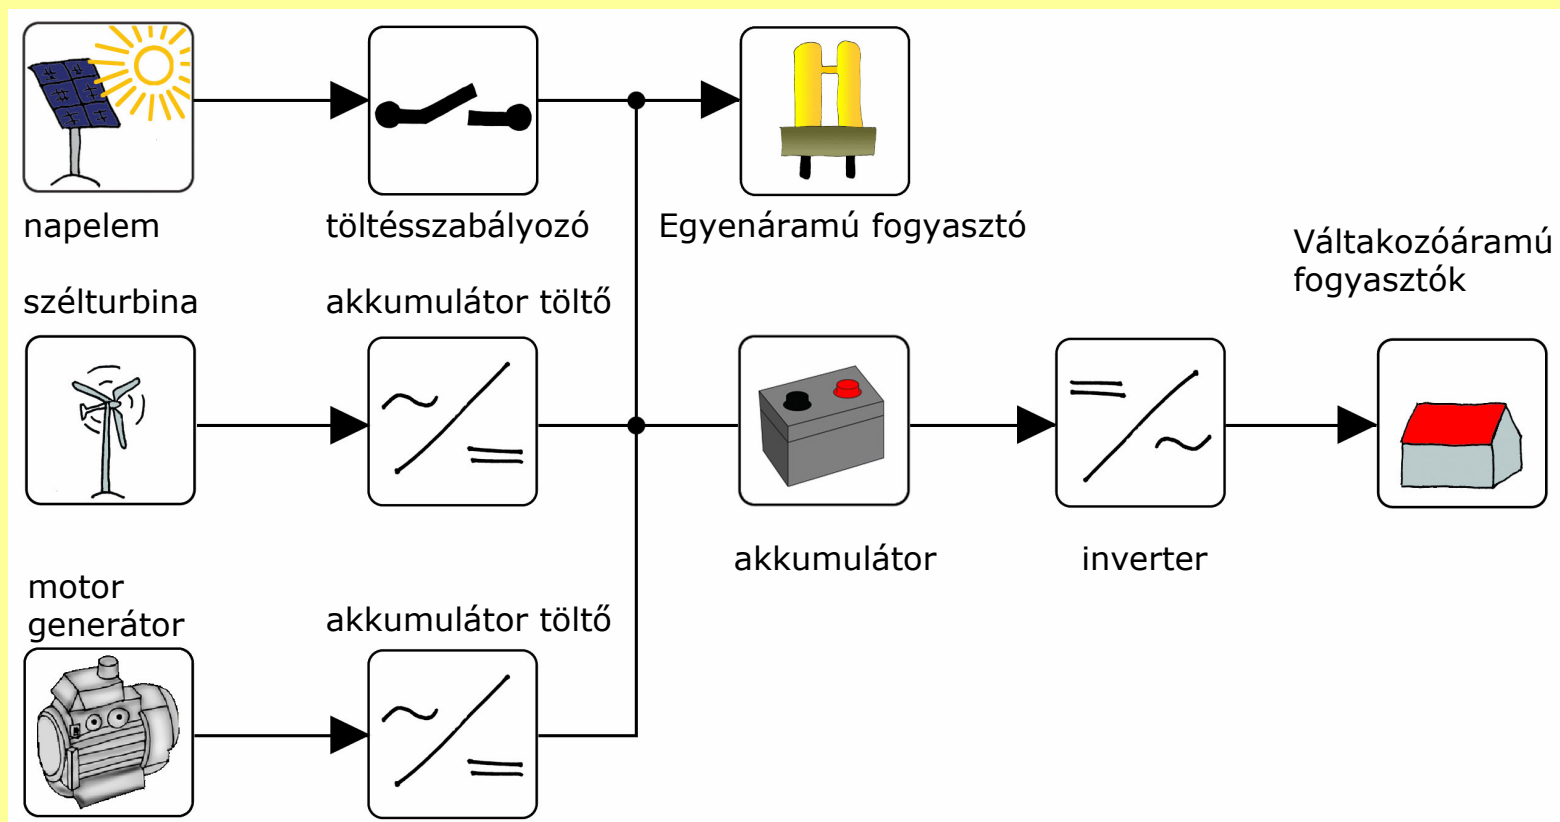 napelem
töltésszabályozó
Egyenáramú fogyasztó
Váltakozóáramú
fogyasztók
szélturbina
akkumulátor töltő
akkumulátor
inverter
motor
generátor
akkumulátor töltő